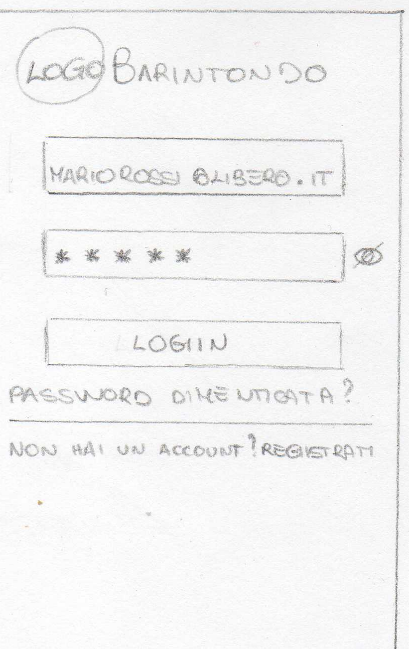 LOGO BARINTONDO
MARIOROSSI@LIBERO.IT
*****
LOGIIN
PASSWORD DIMENTICATA?
NON HAI UN ACCOUNT? REGISTRATI